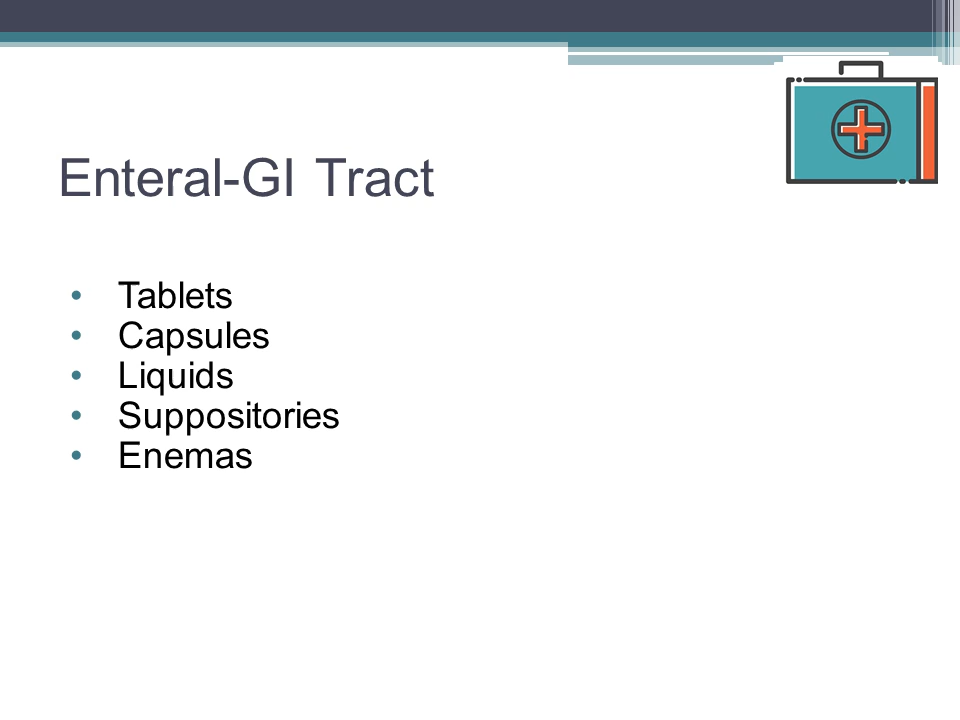 Enteral-GI Tract
• Tablets
• Capsules
• Liquids
• Suppositories
• Enemas